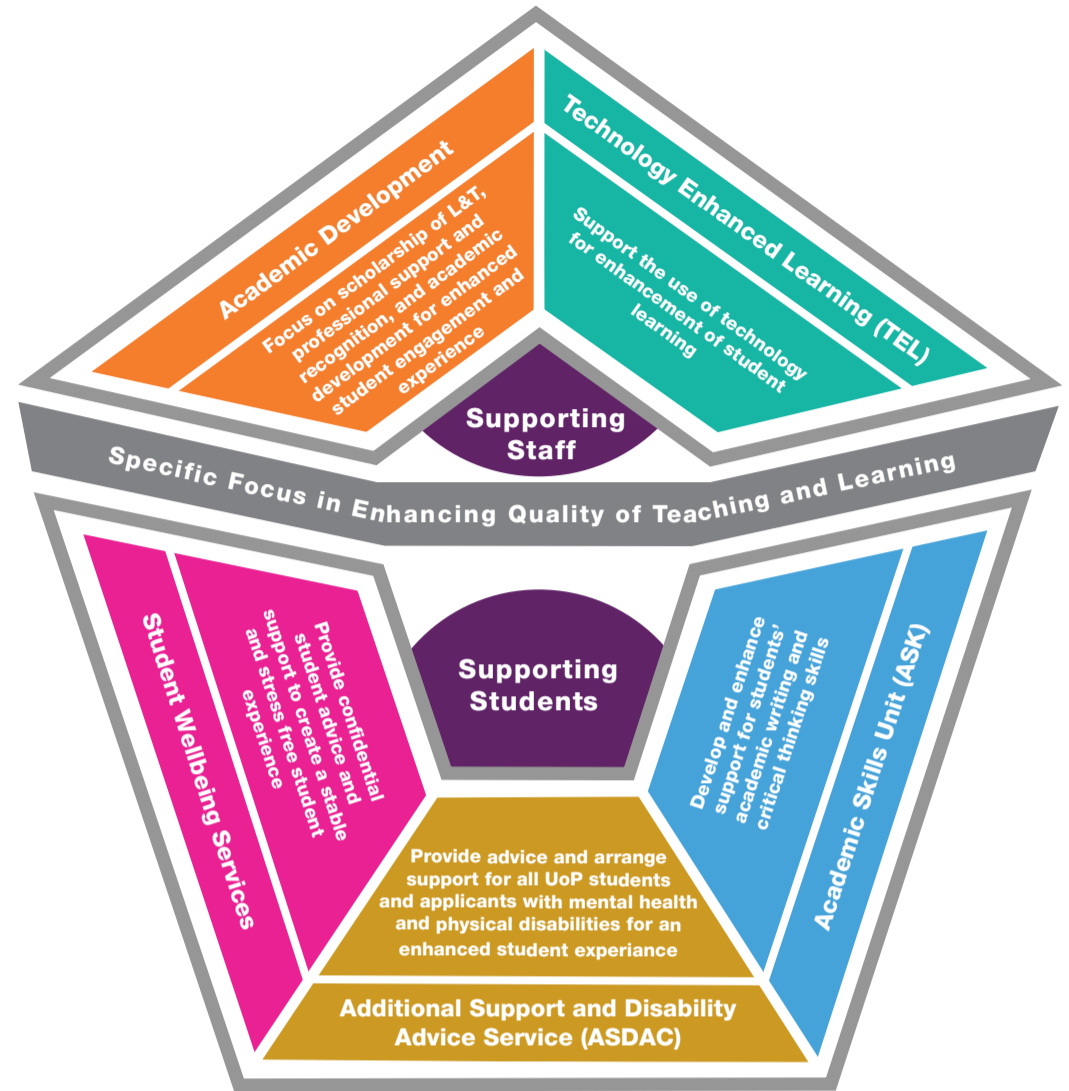 Academic Development
Focus on scholarship of L&T,
professional support and
recognition, and academic
development for enhanced
student engagement and
experience
Technology Enhanced Learning (TEL)
Support the use of technology
for enhancement of student
learning
Supporting
Staff
Specific Focus in Enhancing Quality of Teaching and Learning
Supporting
Students
Student Wellbeing Services
Provide confidential
student advice and
support to create a stable
and stress free student
experience
Develop and enhance
support for students'
academic writing and
critical thinking skills
Academic Skills Unit (ASK)
Provide advice and arrange
support for all UoP students
and applicants with mental health
and physical disabilities for an
enhanced student experiance
Additional Support and Disability
Advice Service (ASDAC)